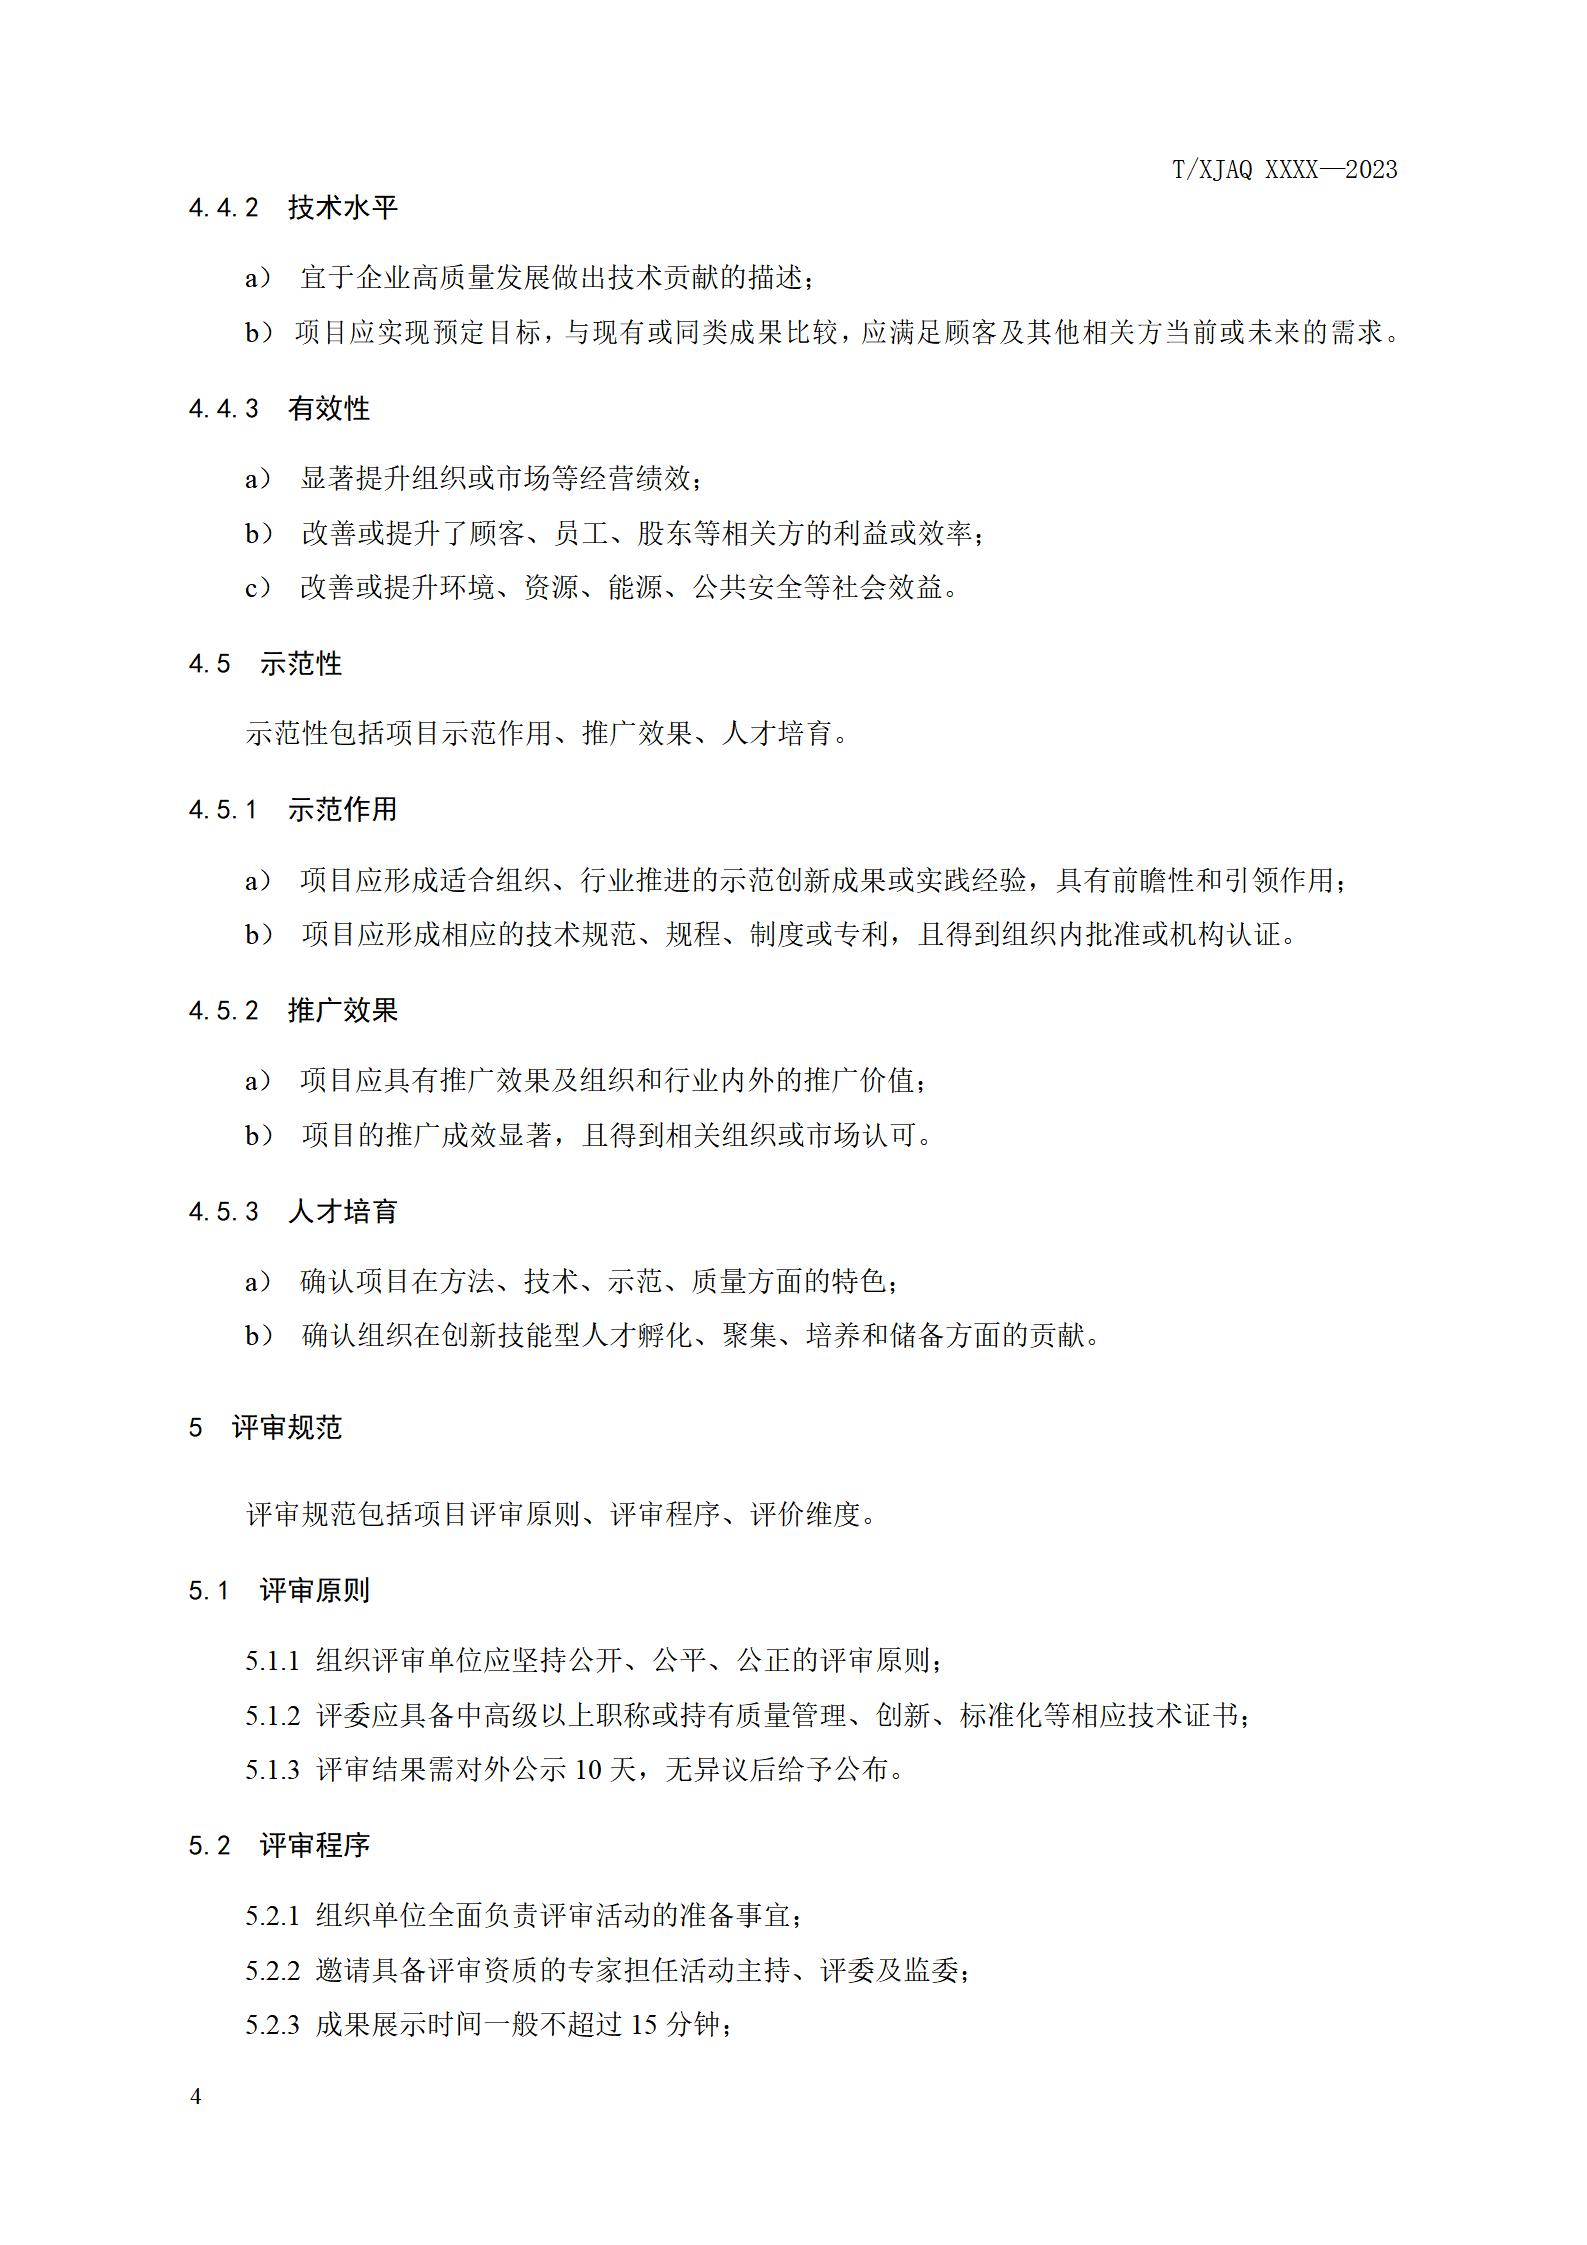 T/XJAQ XXXX—2023
4.4.2 技术水平
a） 宜于企业高质量发展做出技术贡献的描述；
b） 项目应实现预定目标，与现有或同类成果比较，应满足顾客及其他相关方当前或未来的需求。
4.4.3 有效性
a） 显著提升组织或市场等经营绩效；
b） 改善或提升了顾客、员工、股东等相关方的利益或效率；
c） 改善或提升环境、资源、能源、公共安全等社会效益。
4.5 示范性
示范性包括项目示范作用、推广效果、人才培育。
4.5.1 示范作用
a） 项目应形成适合组织、行业推进的示范创新成果或实践经验，具有前瞻性和引领作用；
b） 项目应形成相应的技术规范、规程、制度或专利，且得到组织内批准或机构认证。
4.5.2 推广效果
a） 项目应具有推广效果及组织和行业内外的推广价值；
b） 项目的推广成效显著，且得到相关组织或市场认可。
4.5.3 人才培育
a） 确认项目在方法、技术、示范、质量方面的特色；
b） 确认组织在创新技能型人才孵化、聚集、培养和储备方面的贡献。
5 评审规范
评审规范包括项目评审原则、评审程序、评价维度。
5.1 评审原则
5.1.1 组织评审单位应坚持公开、公平、公正的评审原则；
5.1.2 评委应具备中高级以上职称或持有质量管理、创新、标准化等相应技术证书；
5.1.3 评审结果需对外公示 10 天，无异议后给予公布。
5.2 评审程序
5.2.1 组织单位全面负责评审活动的准备事宜；
5.2.2 邀请具备评审资质的专家担任活动主持、评委及监委；
5.2.3 成果展示时间一般不超过 15 分钟；
4